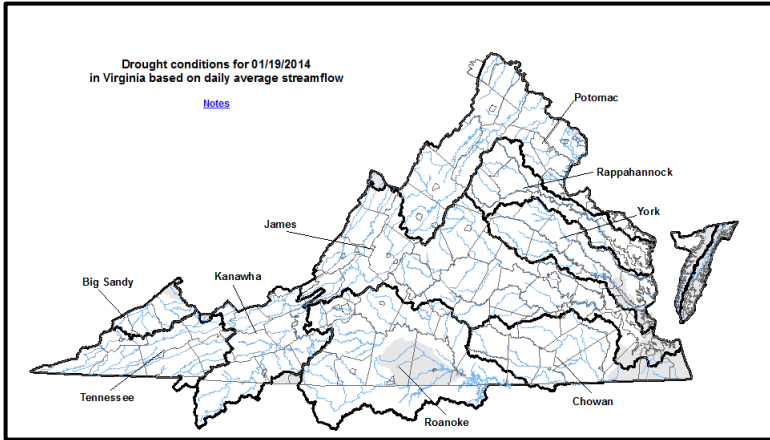 Drought conditions for 01/19/2014
in Virginia based on daily average streamflow
Notes
Potomac
Rappahannock
York
James
Kanawha
Big Sandy
Tennessee
Roanoke
Chowan